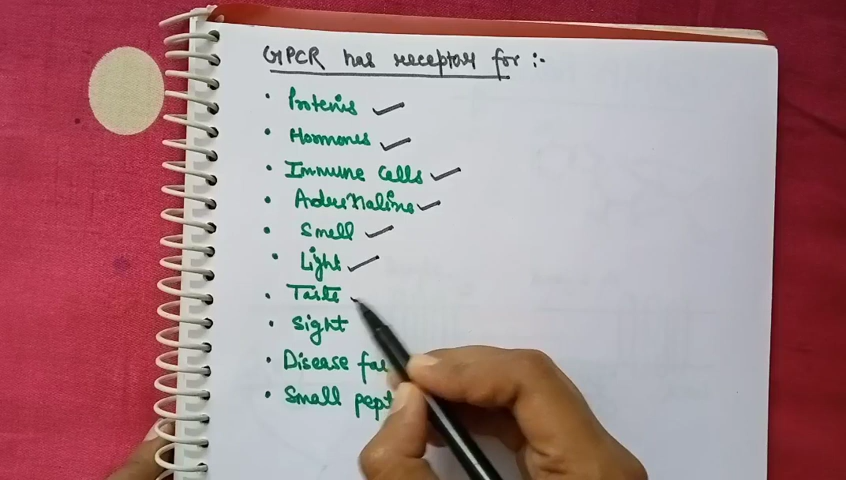 GPCR has receptors for :-
• Proteins ✓
• Hormones ✓
• Immune Cells ✓
• Adrenaline ✓
• Smell ✓
• Light ✓
• Taste
• Sight
• Disease
• Small